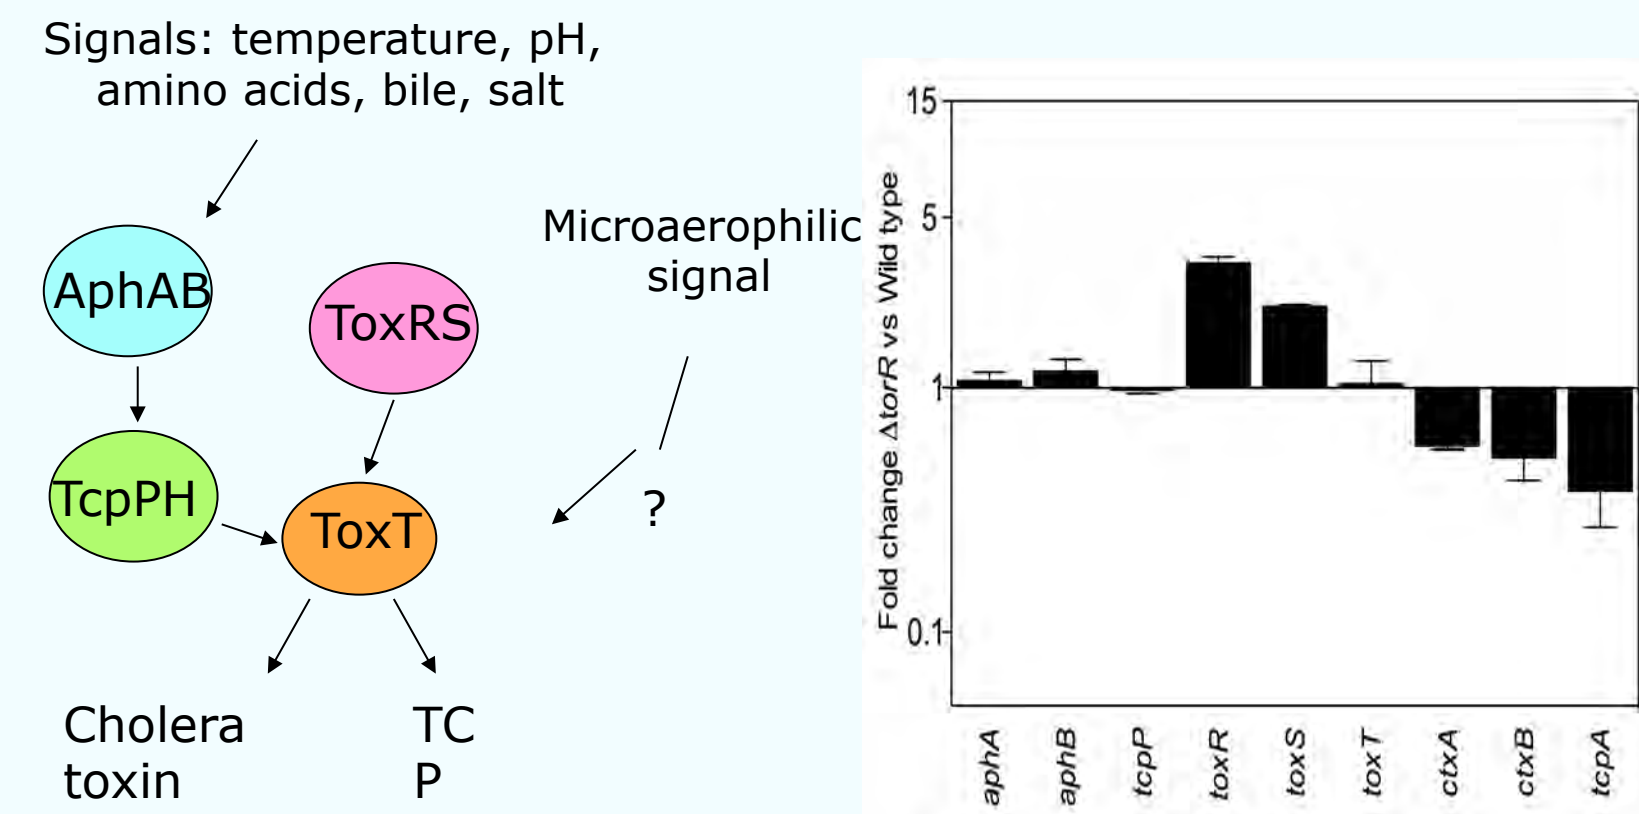 Signals: temperature, pH,
amino acids, bile, salt
Microaerophilic
signal
AphAB
ToxRS
TcpPH
ToxT
?
Cholera
toxin
TC
P
Fold change ΔtorR vs Wild type
15
5
1
0.1
aphA
aphB
tcpP
toxR
toxS
toxT
ctxA
ctxB
tcpA